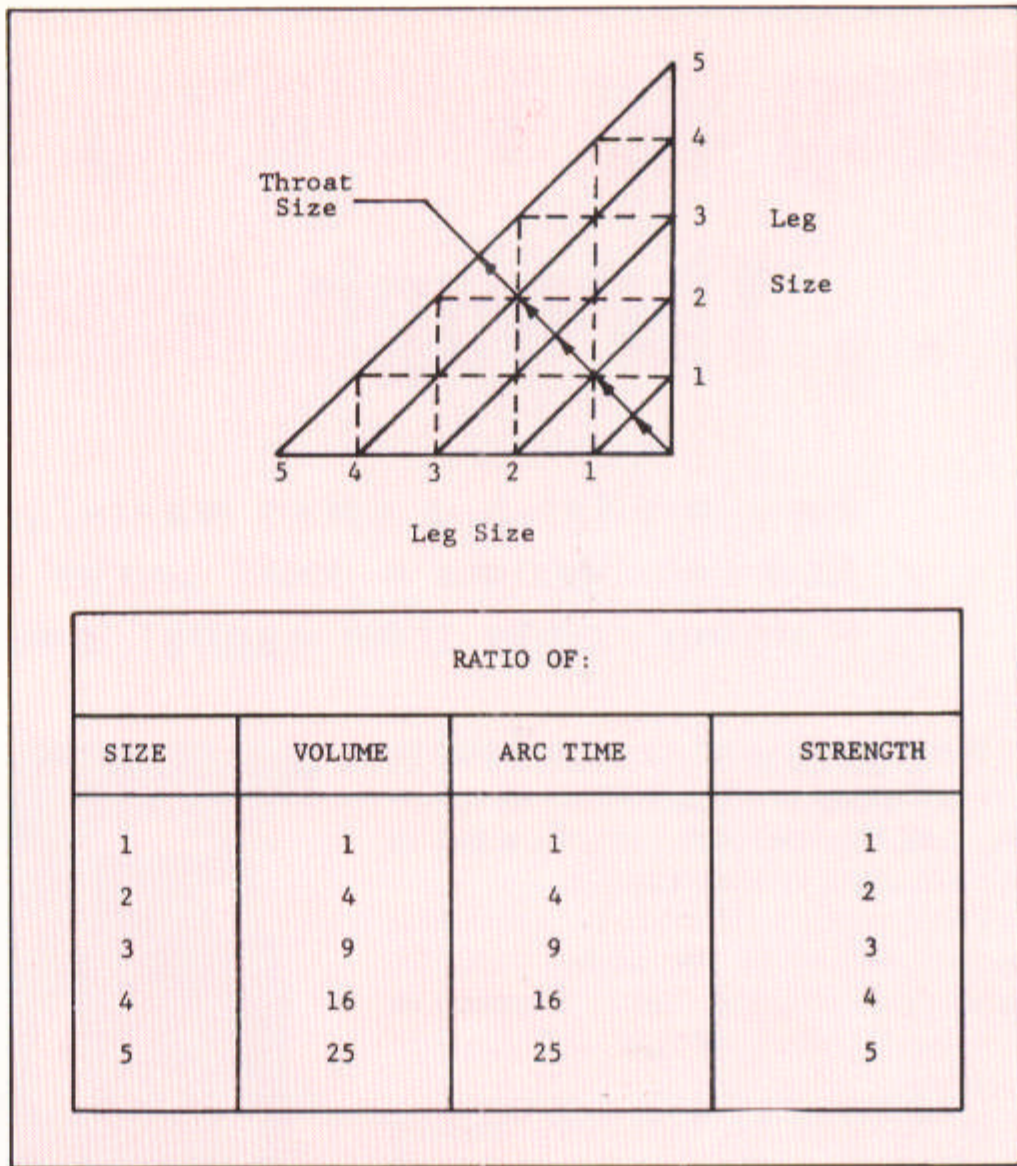 5
4
Throat
Size
3
Leg
2
Size
1
5 4 3 2 1
Leg Size
RATIO OF:
SIZE VOLUME ARC TIME STRENGTH
1 1 1 1
2 4 4 2
3 9 9 3
4 16 16 4
5 25 25 5